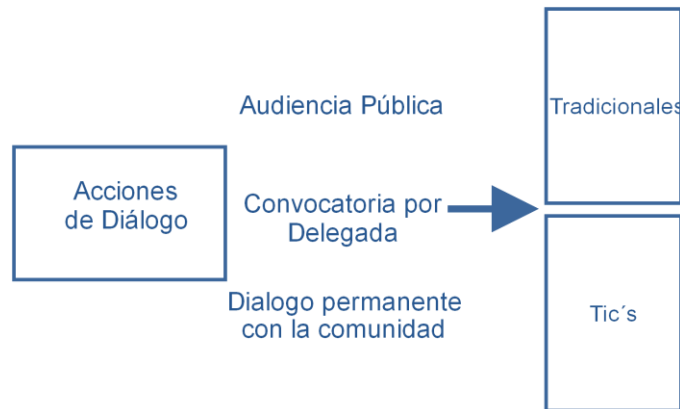 Acciones
de Diálogo
Audiencia Pública
Convocatoria por
Delegada
Dialogo permanente
con la comunidad
Tradicionales
Tic´s